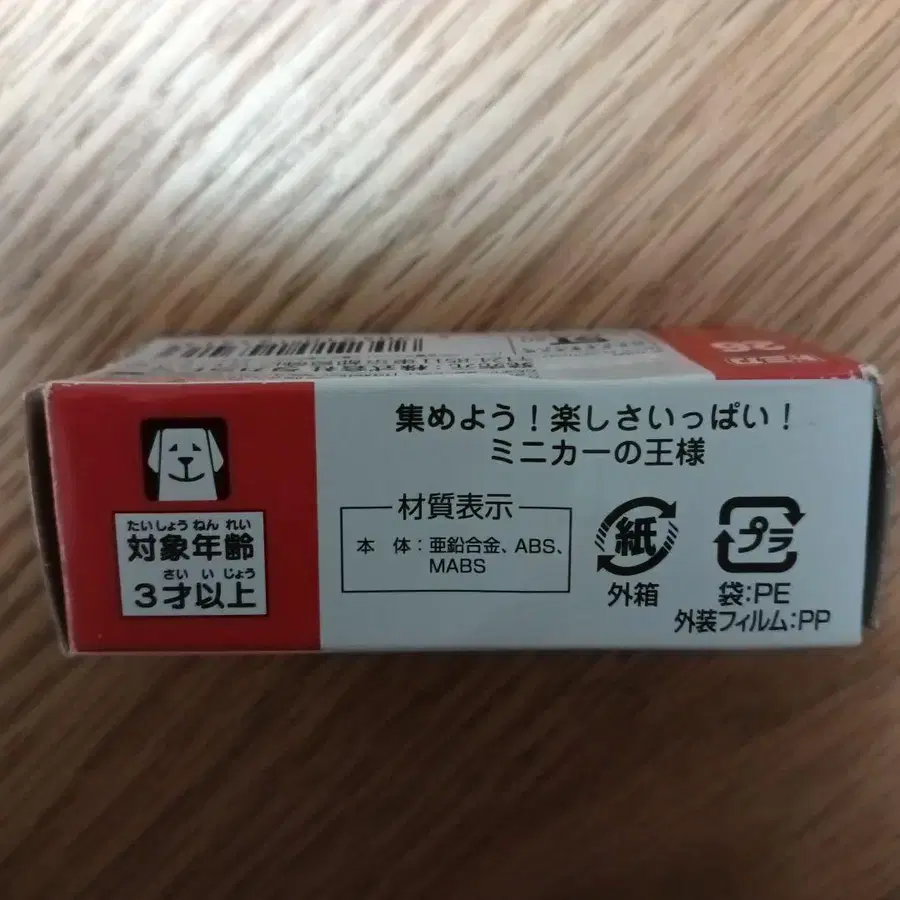 26
集めよう！楽しさいっぱい！
ミニカーの王様
たいしょうねんれい
対象年齢
さいいじょう
3才以上
材質表示
本 体：亜鉛合金、ABS、
MABS
紙
外箱
プラ
袋：PE
外装フィルム：PP